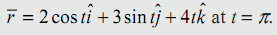 r̅ = 2 cos t î + 3 sin t ĵ + 4t k̂ at t = π.